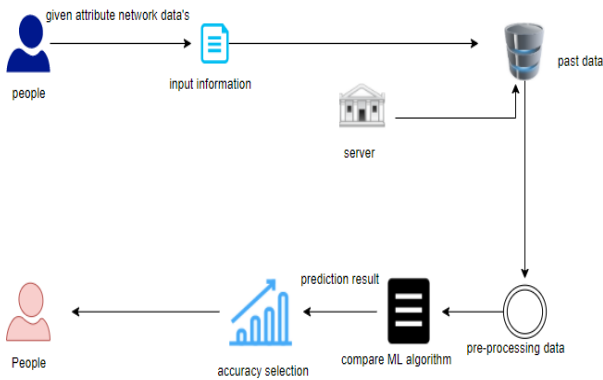 given attribute network data's
people
input information
past data
server
prediction result
People
accuracy selection
compare ML algorithm
pre-processing data